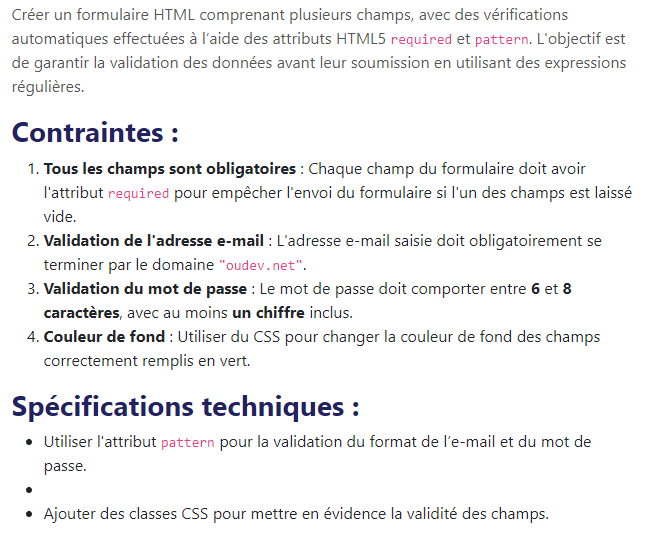 Créer un formulaire HTML comprenant plusieurs champs, avec des vérifications
automatiques effectuées à l'aide des attributs HTML5 required et pattern. L'objectif est
de garantir la validation des données avant leur soumission en utilisant des expressions
régulières.
Contraintes :
1. Tous les champs sont obligatoires : Chaque champ du formulaire doit avoir
l'attribut required pour empêcher l'envoi du formulaire si l'un des champs est laissé
vide.
2. Validation de l'adresse e-mail : L'adresse e-mail saisie doit obligatoirement se
terminer par le domaine "oudev.net".
3. Validation du mot de passe : Le mot de passe doit comporter entre 6 et 8
caractères, avec au moins un chiffre inclus.
4. Couleur de fond : Utiliser du CSS pour changer la couleur de fond des champs
correctement remplis en vert.
Spécifications techniques :
• Utiliser l'attribut pattern pour la validation du format de l'e-mail et du mot de
passe.
•
• Ajouter des classes CSS pour mettre en évidence la validité des champs.